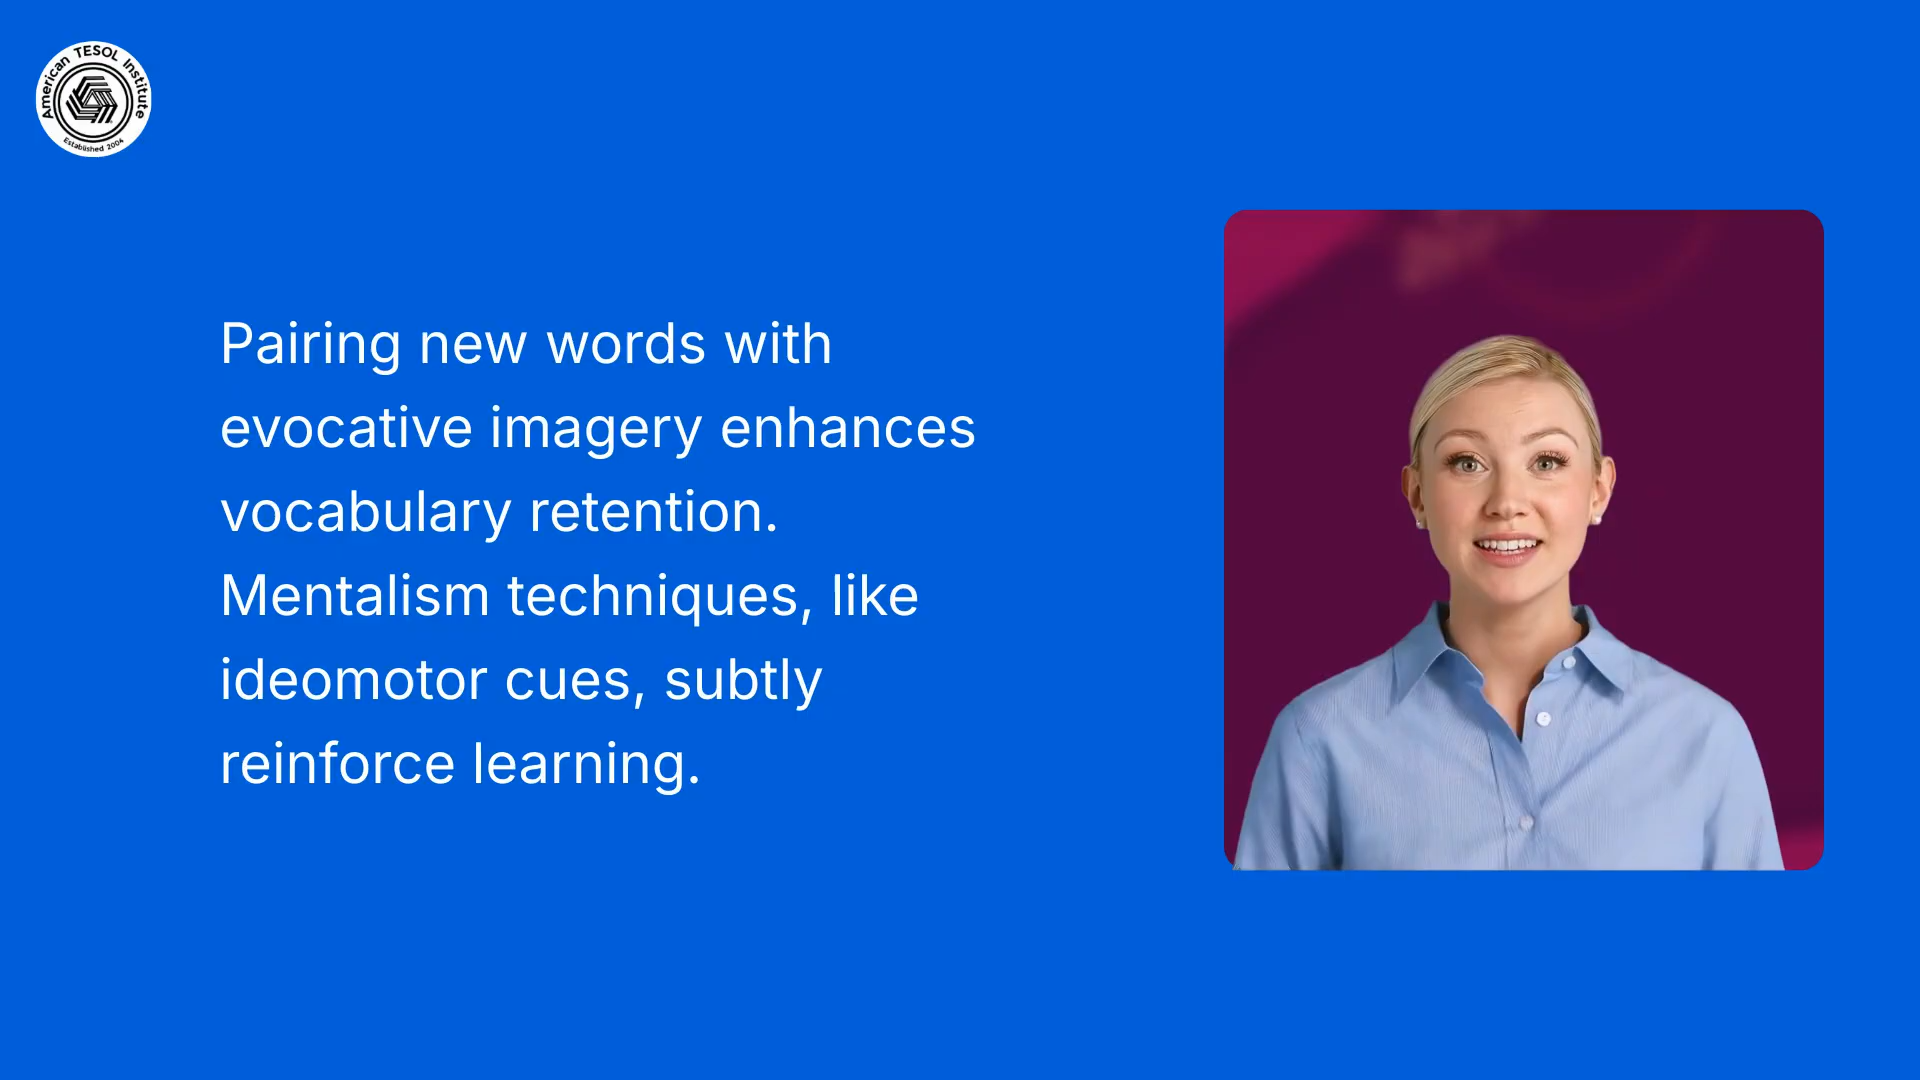 American TESOL Institute
Established 2004
Pairing new words with
evocative imagery enhances
vocabulary retention.
Mentalism techniques, like
ideomotor cues, subtly
reinforce learning.